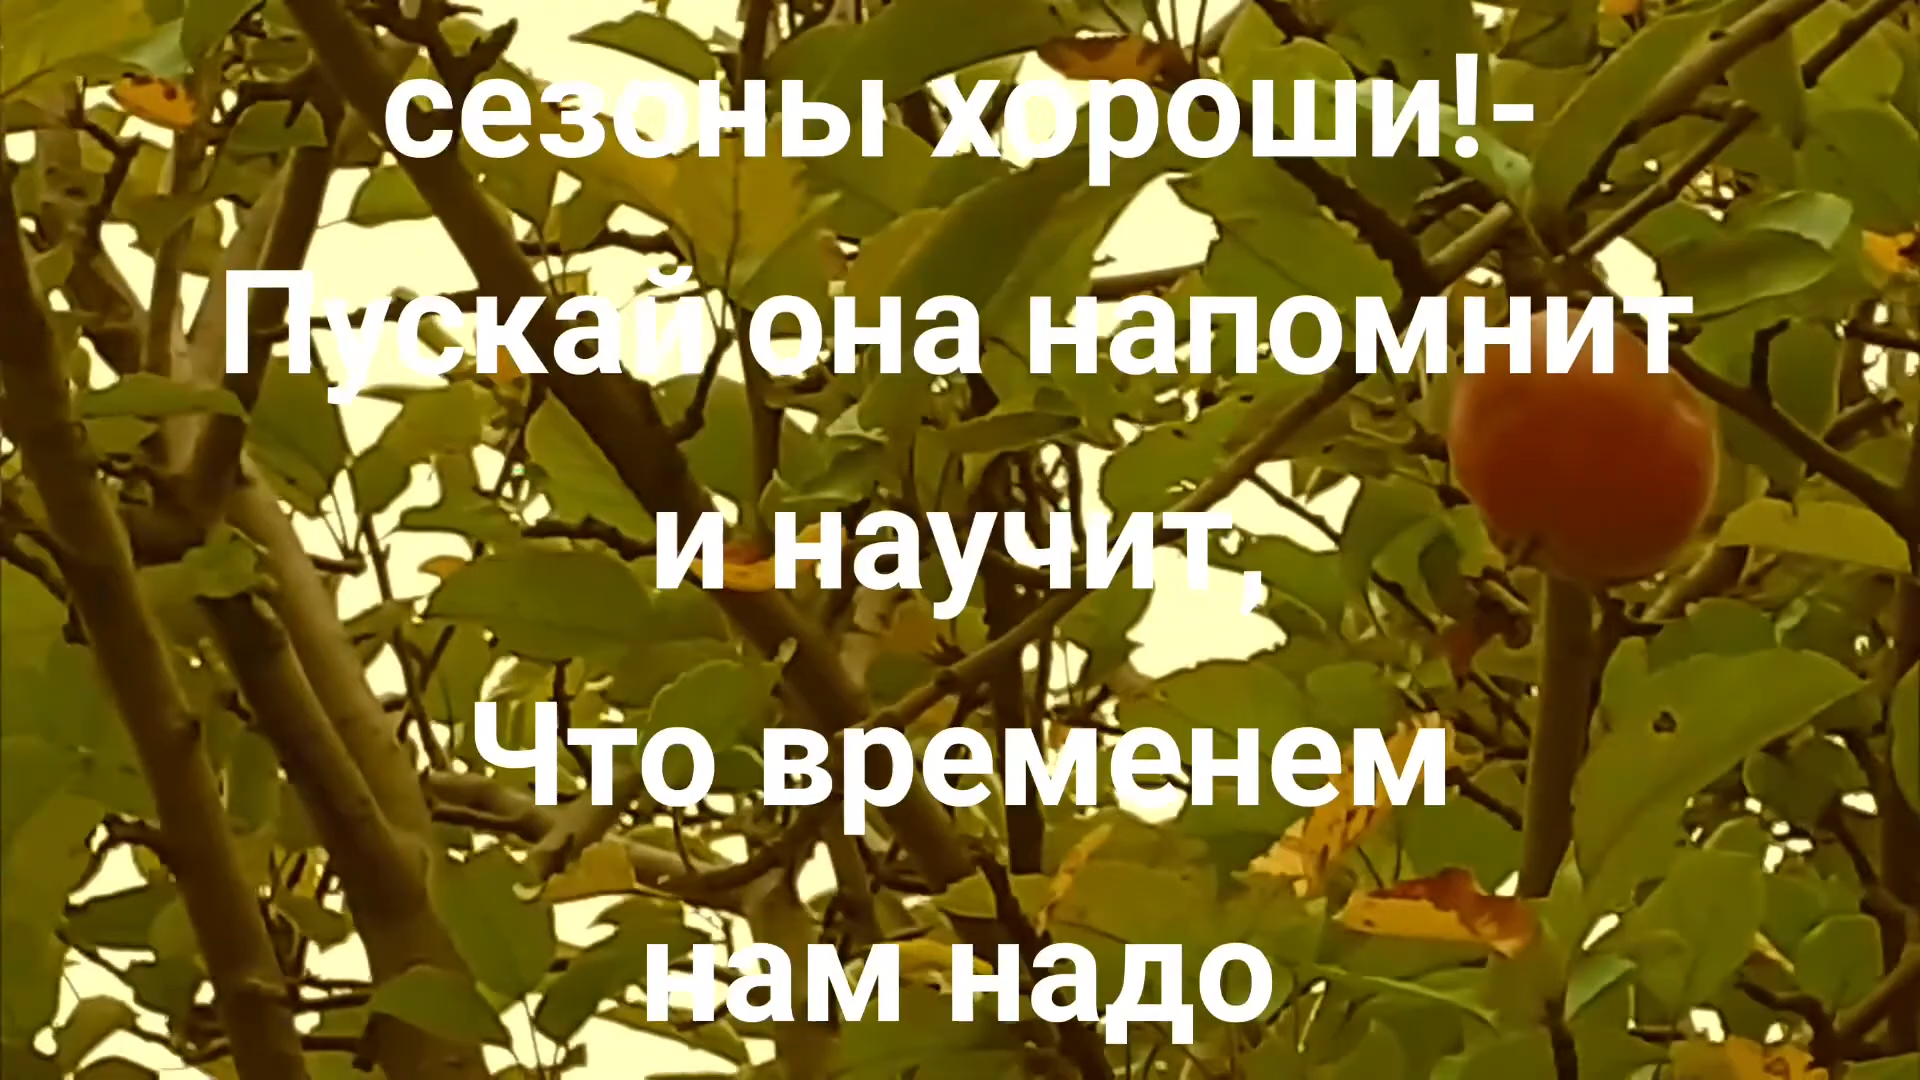 сезоны хороши!-
Пускай она напомнит
и научит,
Что временем
нам надо